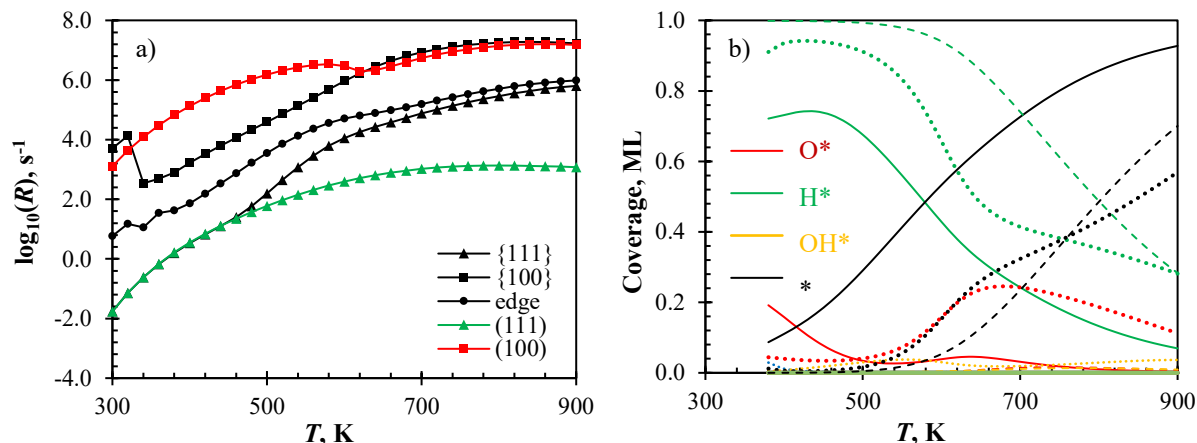 a)
log10(R), s-1
8.0
6.0
4.0
2.0
0.0
-2.0
-4.0
300
500
700
900
T, K
{111}
{100}
edge
(111)
(100)
b)
Coverage, ML
1.0
0.8
0.6
0.4
0.2
0.0
300
500
700
900
T, K
O*
H*
OH*
*